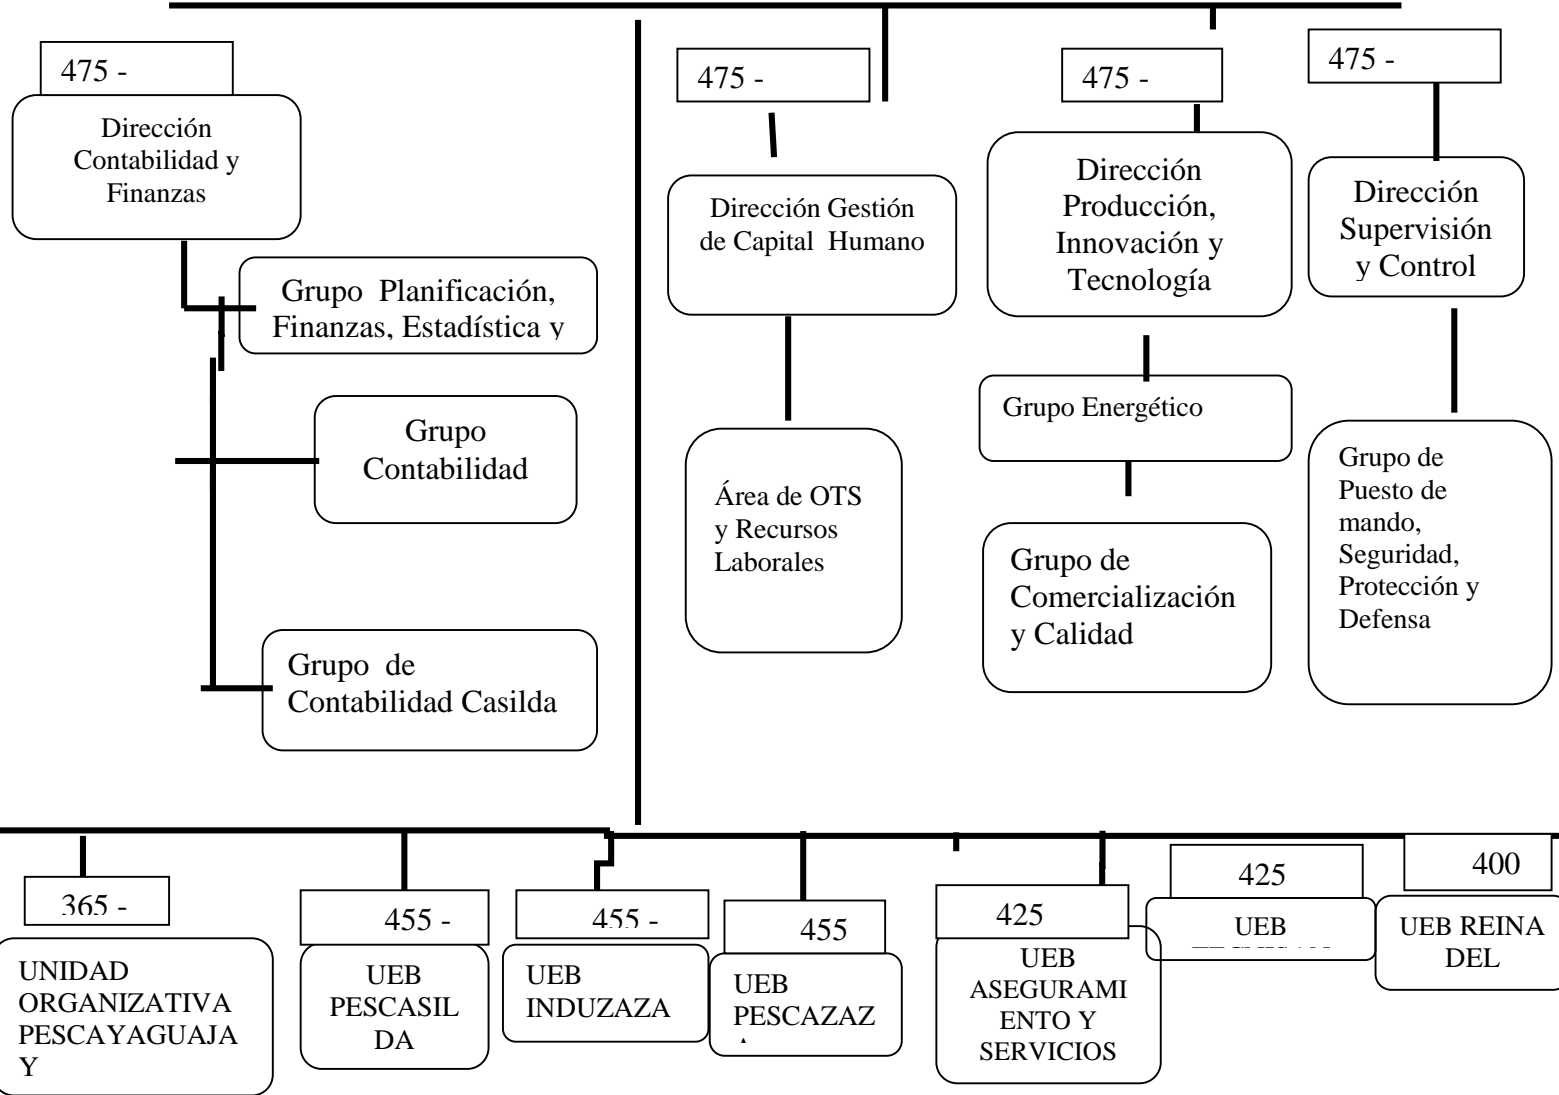 475 -
Dirección
Contabilidad y
Finanzas
Grupo Planificación,
Finanzas, Estadística y
Grupo
Contabilidad
Grupo de
Contabilidad Casilda
475 -
Dirección Gestión
de Capital Humano
Área de OTS
y Recursos
Laborales
475 -
Dirección
Producción,
Innovación y
Tecnología
Grupo Energético
Grupo de
Comercialización
y Calidad
475 -
Dirección
Supervisión
y Control
Grupo de
Puesto de
mando,
Seguridad,
Protección y
Defensa
365 -
UNIDAD
ORGANIZATIVA
PESCAYAGUAJA
Y
455 -
UEB
PESCASIL
DA
455 -
UEB
INDUZAZA
455
UEB
PESCAZAZ
425
UEB
ASEGURAMI
ENTO Y
SERVICIOS
425
UEB
400
UEB REINA
DEL